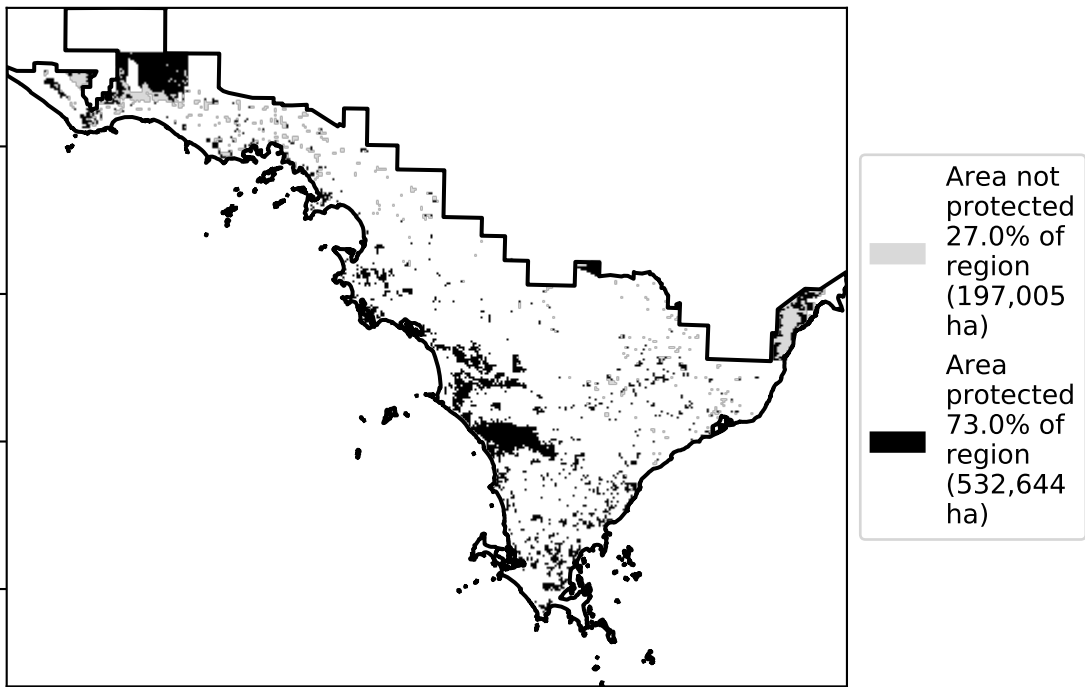 Area not
protected
27.0% of
region
(197,005
ha)
Area
protected
73.0% of
region
(532,644
ha)